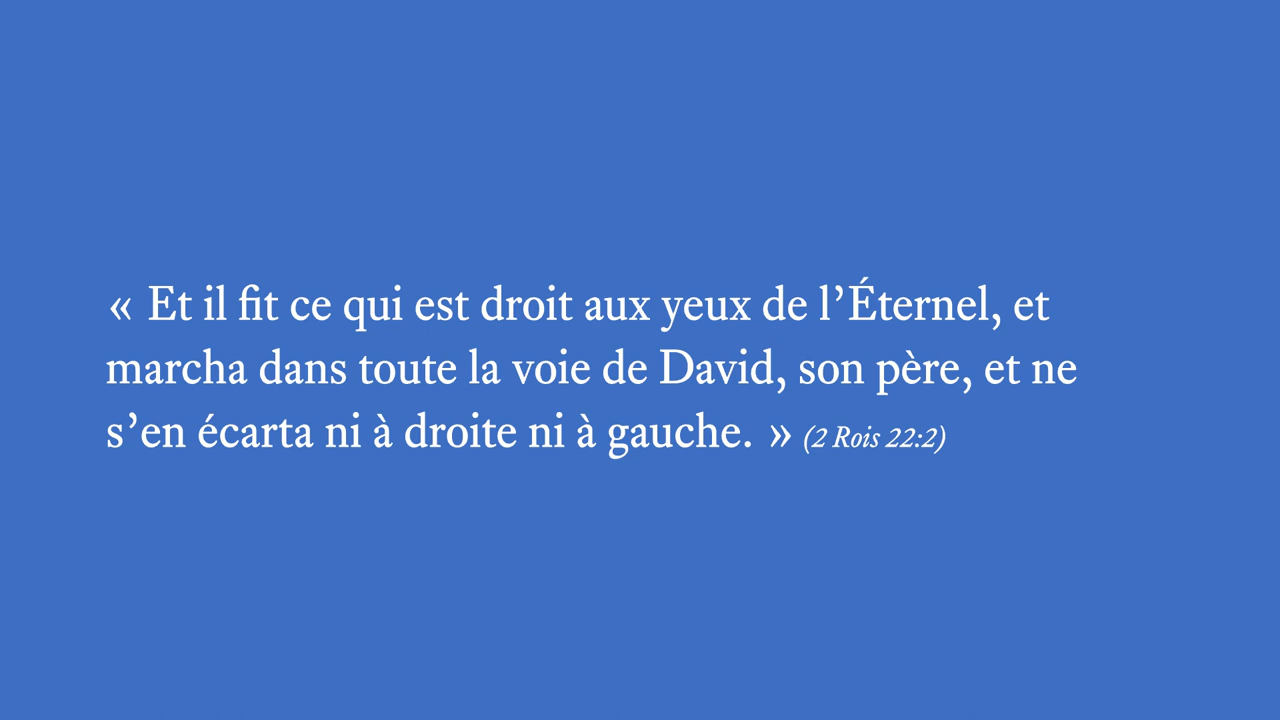 « Et il fit ce qui est droit aux yeux de l’Éternel, et
marcha dans toute la voie de David, son père, et ne
s’en écarta ni à droite ni à gauche. » (2 Rois 22:2)